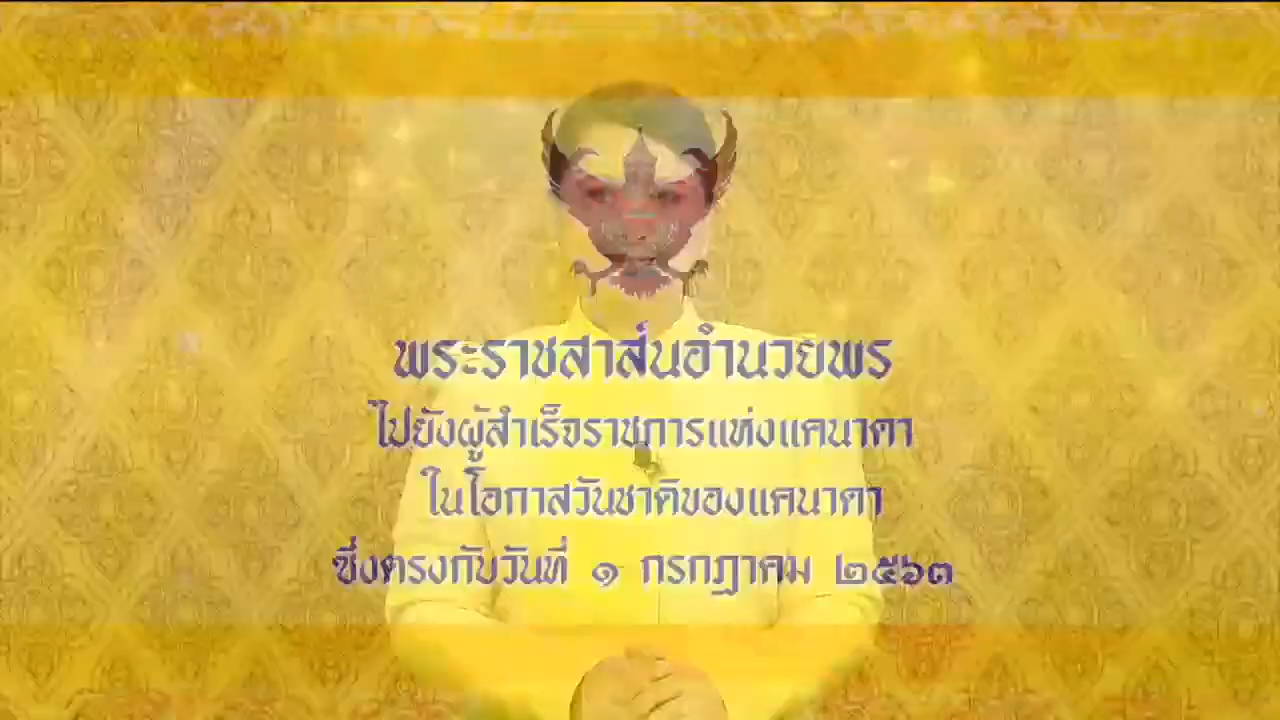 พระราชสาส์นอำนวยพร
ไปยังผู้สำเร็จราชการแห่งแคนาดา
ในโอกาสวันชาติของแคนาดา
ซึ่งตรงกับวันที่ ๑ กรกฎาคม ๒๕๖๓